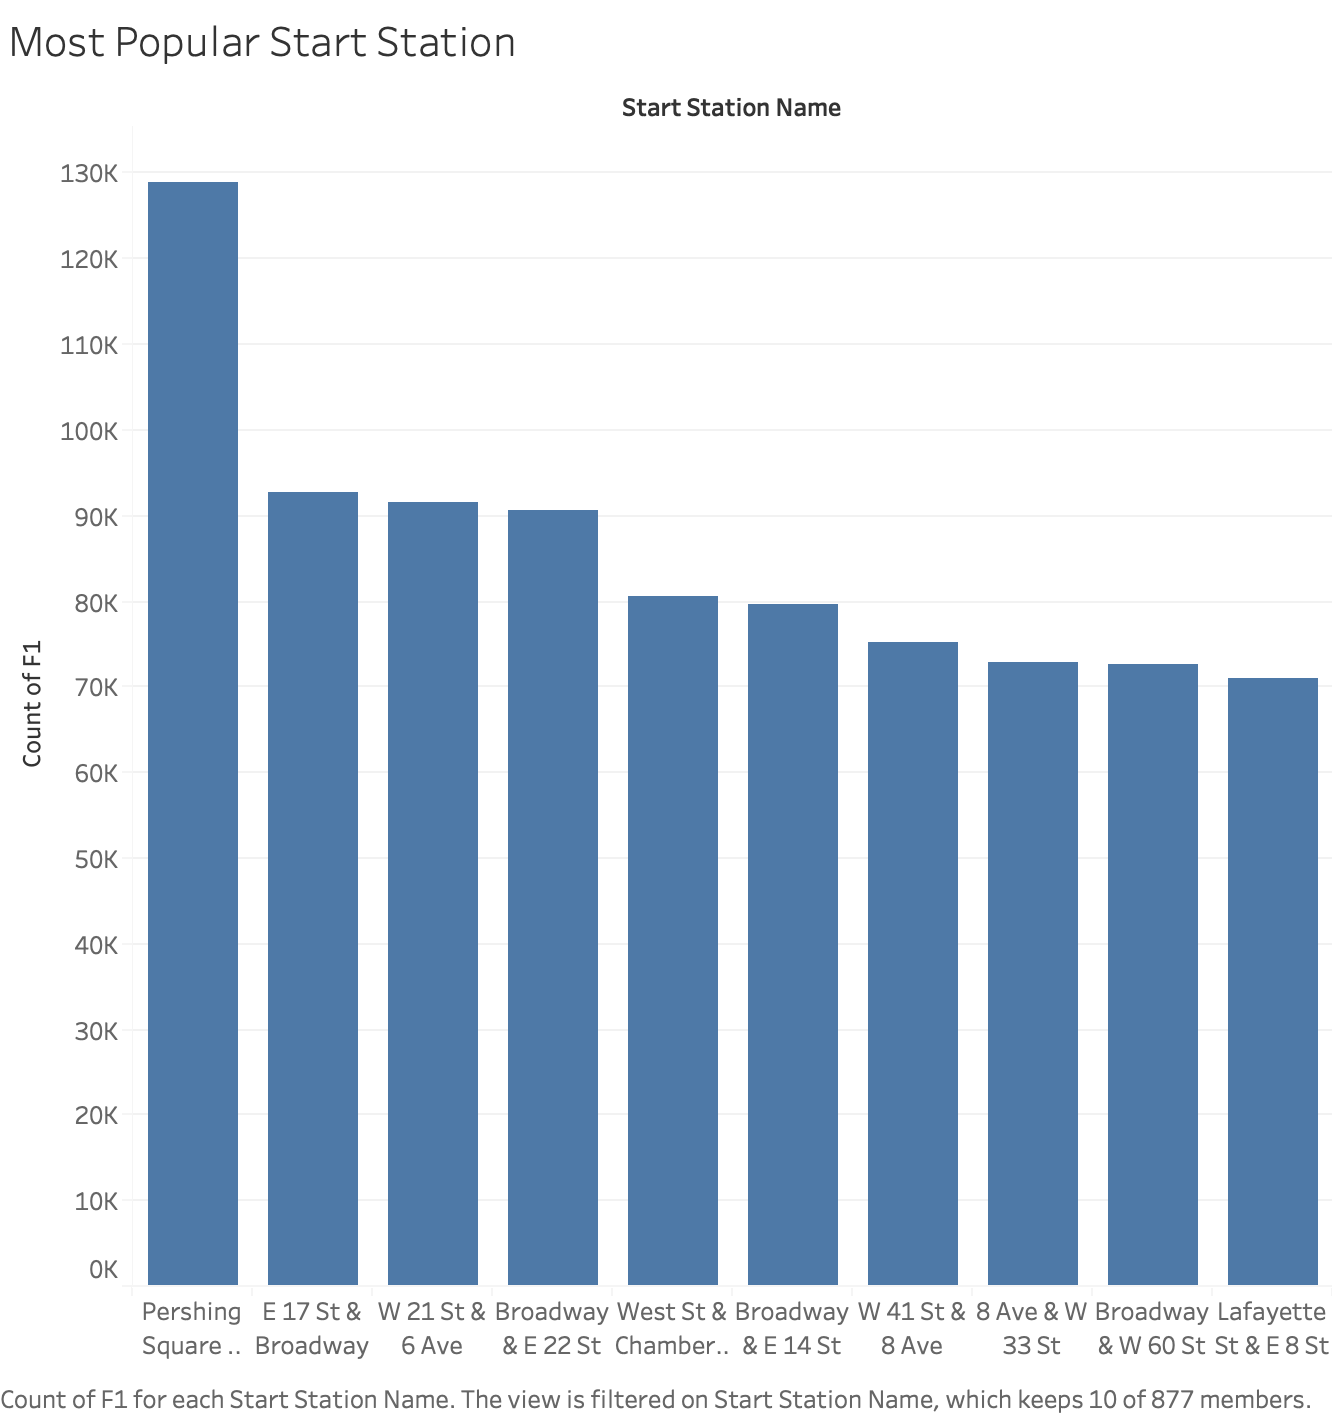 Most Popular Start Station
Start Station Name
130K
120K
110K
100K
90K
80K
70K
60K
50K
40K
30K
20K
10K
0K
Count of F1
Pershing Square ..
E 17 St & Broadway
W 21 St & 6 Ave
Broadway & E 22 St
West St & Chamber..
Broadway & E 14 St
W 41 St & 8 Ave
8 Ave & W 33 St
Broadway & W 60 St
Lafayette St & E 8 St
Count of F1 for each Start Station Name. The view is filtered on Start Station Name, which keeps 10 of 877 members.